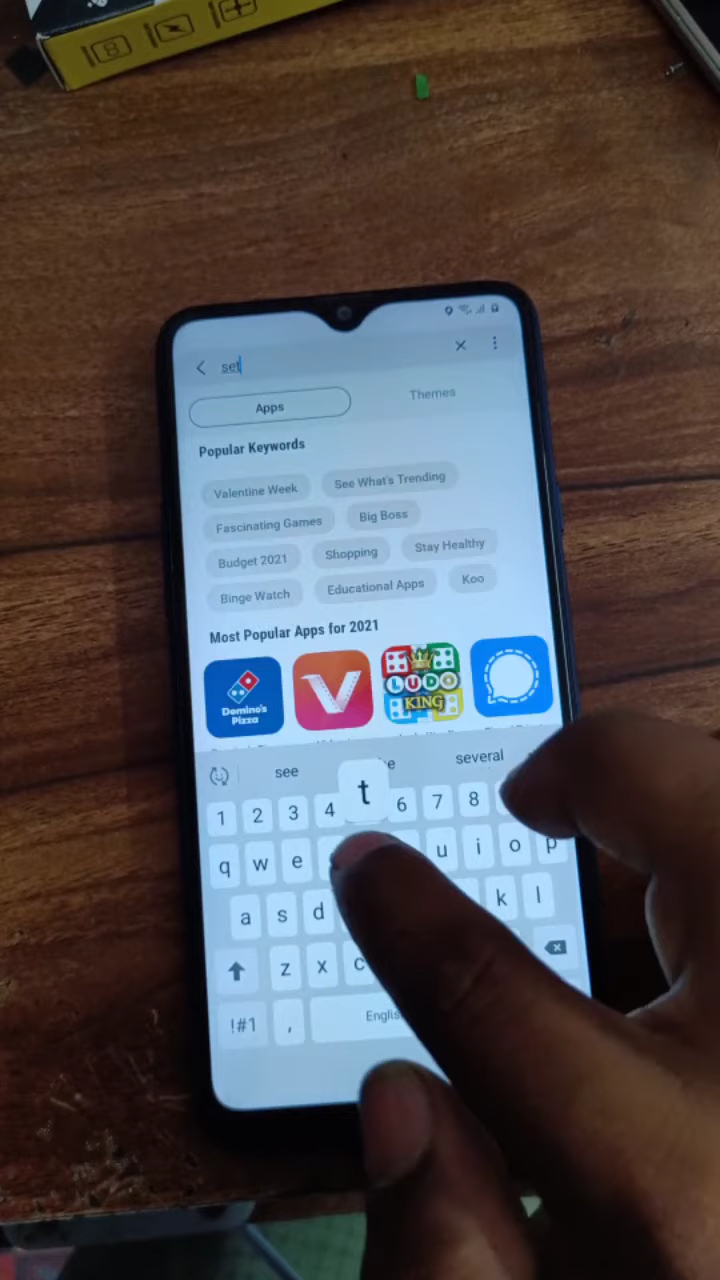 set
Apps
Themes
Popular Keywords
Valentine Week
See What's Trending
Fascinating Games
Big Boss
Budget 2021
Shopping
Stay Healthy
Binge Watch
Educational Apps
Koo
Most Popular Apps for 2021
Domino's
Pizza
LUDO
KING
see
several
t
1 2 3 4 6 7 8
q w e u i o p
a s d k l
z x c
!#1 ,